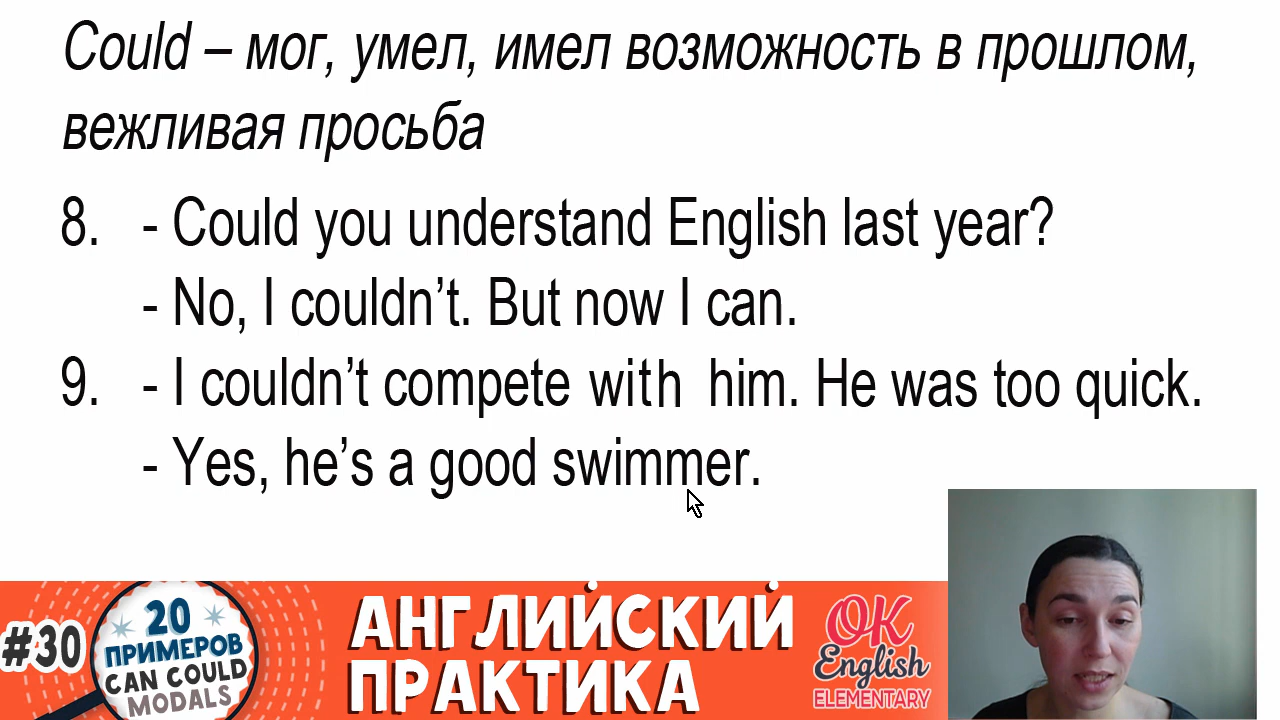 Could – мог, умел, имел возможность в прошлом,
вежливая просьба
8. - Could you understand English last year?
- No, I couldn’t. But now I can.
9. - I couldn’t compete with him. He was too quick.
- Yes, he’s a good swimmer.
#30
20
ПРИМЕРОВ
CAN COULD
MODALS
АНГЛИЙСКИЙ
ПРАКТИКА
OK
English
ELEMENTARY